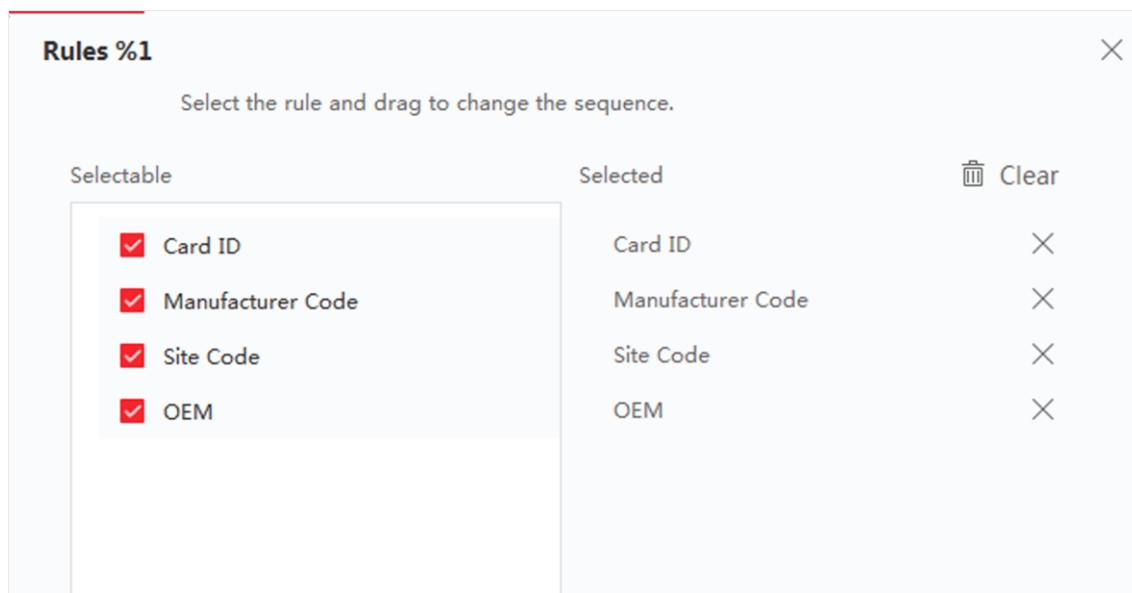 Rules %1
Select the rule and drag to change the sequence.
Selectable
Selected
Clear
Card ID
Manufacturer Code
Site Code
OEM
Card ID
Manufacturer Code
Site Code
OEM